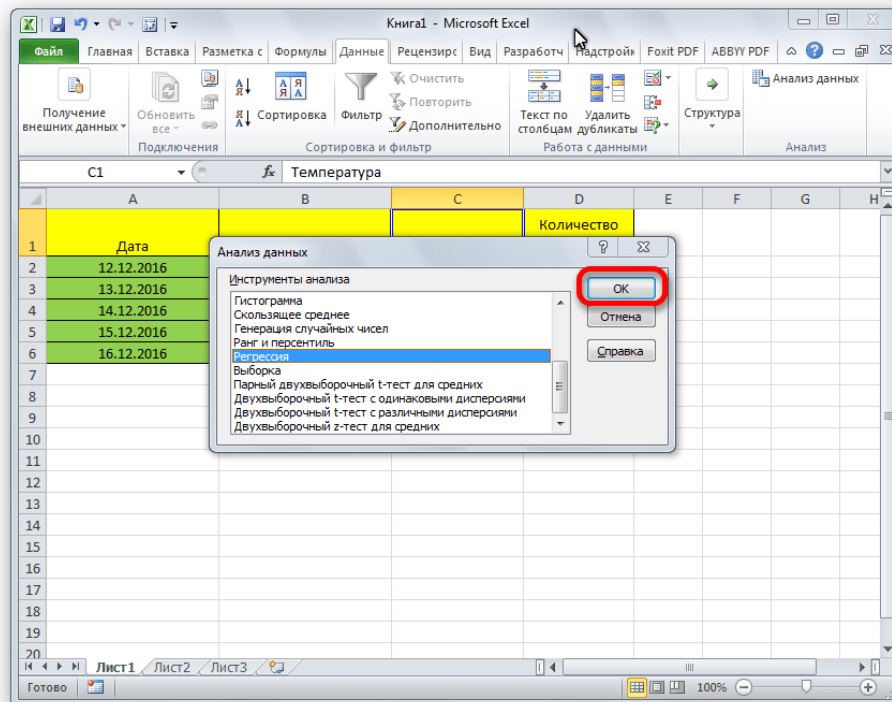 Книга1 - Microsoft Excel
Файл Главная Вставка Разметка с Формулы Данные Рецензирс Вид Разработч Надстройк Foxit PDF ABBYY PDF
Получение внешних данных
Обновить все
Подключения
Сортировка
Фильтр
Очистить
Повторить
Дополнительно
Сортировка и фильтр
Текст по столбцам
Удалить дубликаты
Работа с данными
Структура
Анализ данных
Анализ
C1 fx Температура
A B C D E F G H
1 Дата Количество
2 12.12.2016
3 13.12.2016
4 14.12.2016
5 15.12.2016
6 16.12.2016
7
8
9
10
11
12
13
14
15
16
17
18
19
20
Анализ данных
Инструменты анализа
Гистограмма
Скользящее среднее
Генерация случайных чисел
Ранг и персентиль
Регрессия
Выборка
Парный двухвыборочный t-тест для средних
Двухвыборочный t-тест с одинаковыми дисперсиями
Двухвыборочный t-тест с различными дисперсиями
Двухвыборочный z-тест для средних
ОК
Отмена
Справка
Лист1 Лист2 Лист3
Готово 100%